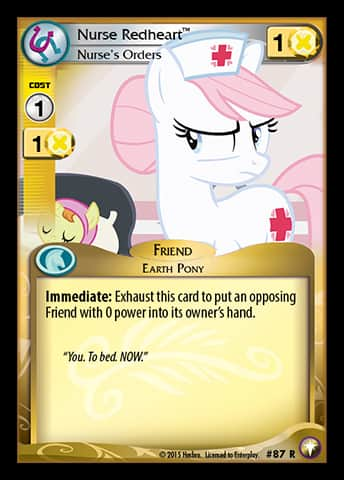 Nurse Redheart™
Nurse's Orders
1
COST
1
1
FRIEND
EARTH PONY
Immediate: Exhaust this card to put an opposing
Friend with 0 power into its owner's hand.
"You. To bed. NOW."
© 2015 Hasbro. Licensed to Enterplay. #87 R